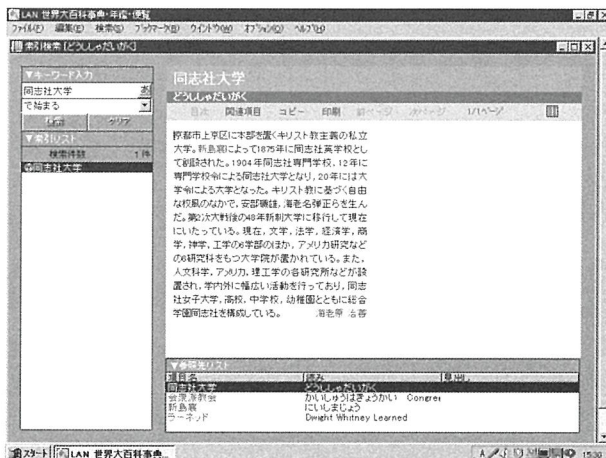 LAN 世界大百科事典・年鑑・便覧
ファイル(F) 編集(E) 検索(S) ブックマーク(B) ウインドウ(W) オプション(O) ヘルプ(H)
索引検索 [どうししゃだいがく]
▼キーワード入力
同志社大学
で始まる
検索 クリア
▼索引リスト
検索件数 1 件
同志社大学
同志社大学
どうししゃだいがく
目次 関連項目 コピー 印刷 前ページ 次ページ 1/1ページ
京都市上京区に本部を置くキリスト教主義の私立
大学。新島襄によって1875年に同志社英学校とし
て創設された。1904年同志社専門学校，12年に
専門学校令による同志社大学となり，20年には大
学令による大学となった。キリスト教に基づく自由
な校風のなかで，安部磯雄，海老名弾正らを生ん
だ。第2次大戦後の48年新制大学に移行して現在
にいたっている。現在，文学，法学，経済学，商
学，神学，工学の6学部のほか，アメリカ研究など
の6研究科をもつ大学院が置かれている。また，
人文科学，アメリカ，理工学の各研究所などが設
置され，学内外に幅広い活動を行っており，同志
社女子大学，高校，中学校，幼稚園とともに総合
学園同志社を構成している。 海老原 治善
▼参照先リスト
項目名 読み 見出し
同志社大学 どうししゃだいがく
会衆派教会 かいしゅうはきょうかい Congrei
新島襄 にいしまじょう
ラーネッド Dwight Whitney Learned
スタート LAN 世界大百科事典...
15:30